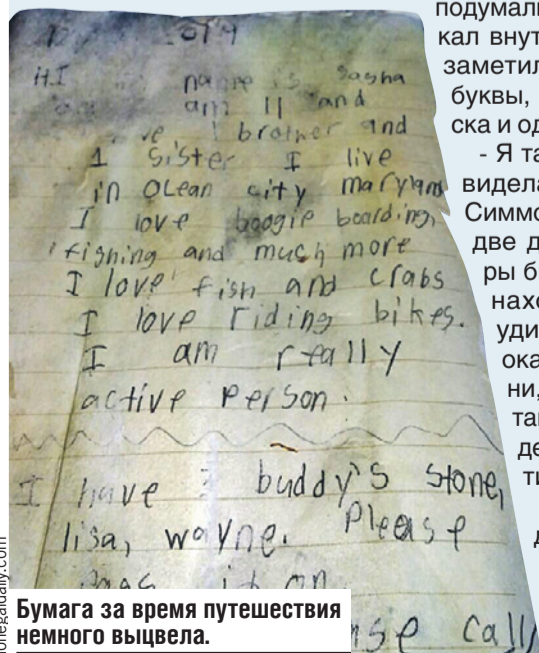 HI name is Sasha
am 11 and
brother and
1 sister I live
in Ocean city maryland
I love boogie boarding,
fishing and much more
I love fish and crabs
I love riding bikes.
I am really
active person.
I have buddy's stone,
lisa, wayne. Please
it on
call
Бумага за время путешествия
немного выцвела.
подумали
кал внут
заметил
буквы,
ска и од
- Я та
видела
Симмо
две д
ры б
нахо
уди
ока
ни,
та
де
ти
д